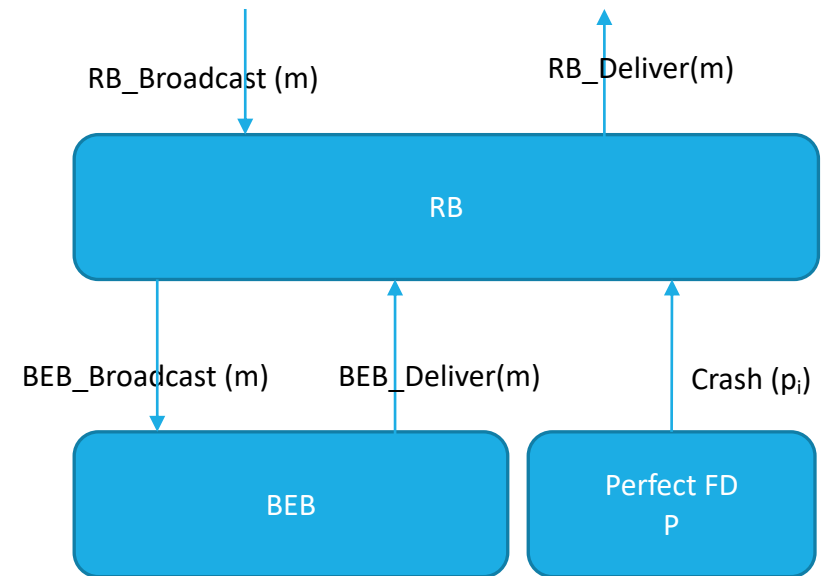 RB_Broadcast (m)
RB_Deliver(m)
RB
BEB_Broadcast (m)
BEB_Deliver(m)
Crash (pᵢ)
BEB
Perfect FD
P